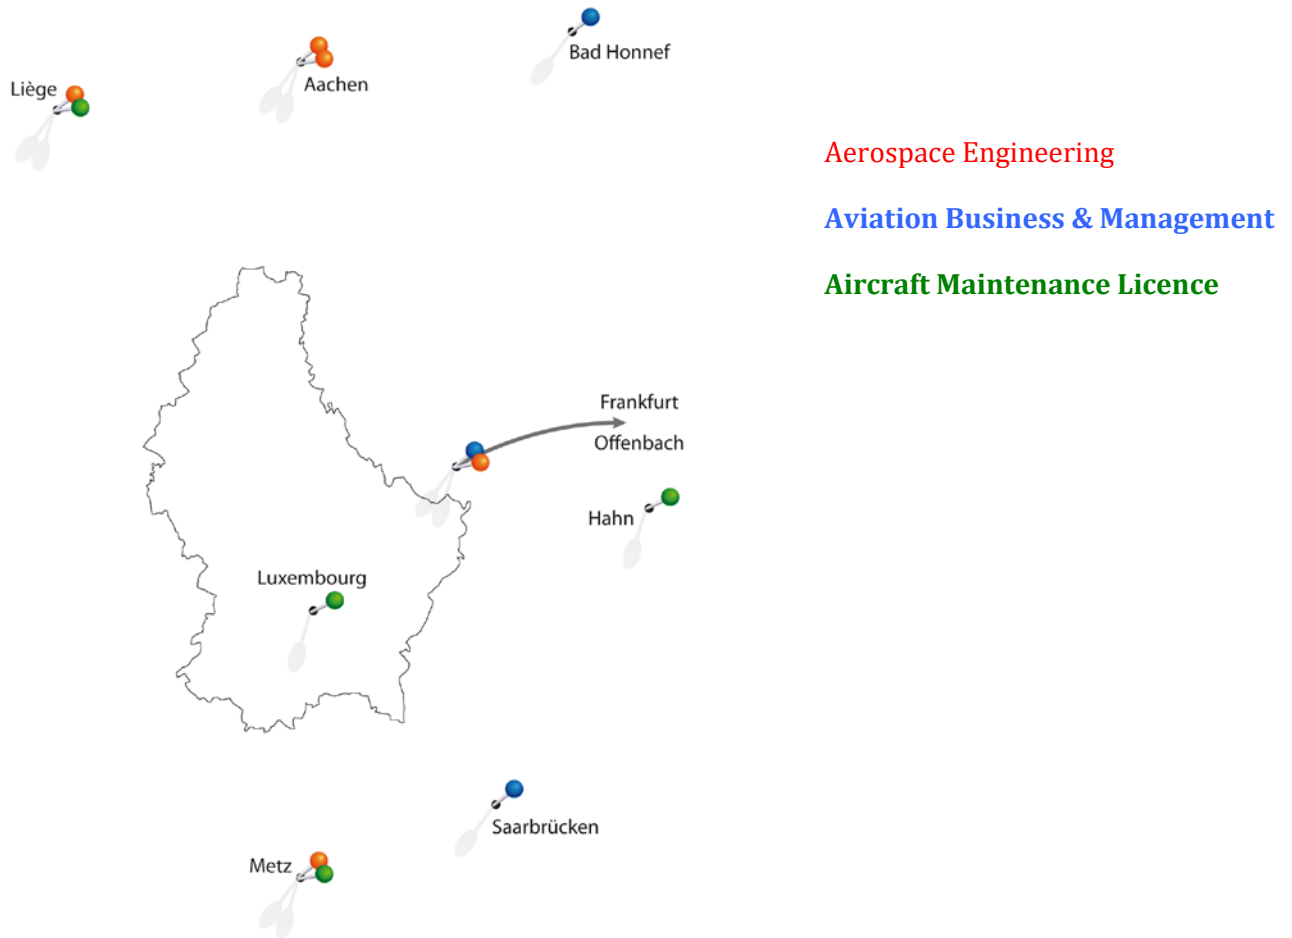 Bad Honnef
Aachen
Liège
Aerospace Engineering
Aviation Business & Management
Aircraft Maintenance Licence
Frankfurt
Offenbach
Hahn
Luxembourg
Saarbrücken
Metz